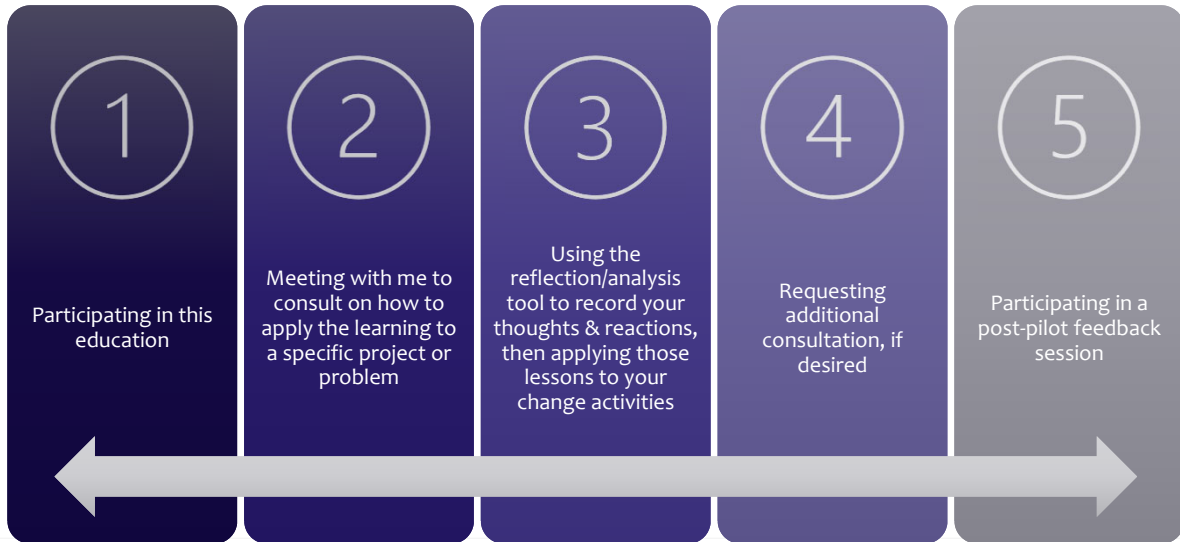 1
Participating in this
education
2
Meeting with me to
consult on how to
apply the learning to
a specific project or
problem
3
Using the
reflection/analysis
tool to record your
thoughts & reactions,
then applying those
lessons to your
change activities
4
Requesting
additional
consultation, if
desired
5
Participating in a
post-pilot feedback
session